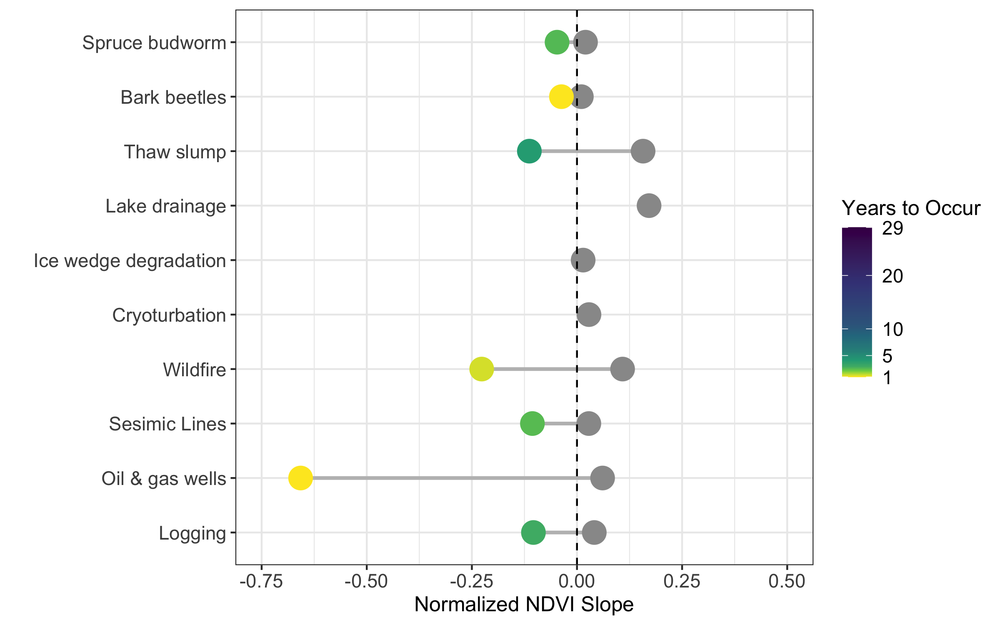 Spruce budworm
Bark beetles
Thaw slump
Lake drainage
Ice wedge degradation
Cryoturbation
Wildfire
Sesimic Lines
Oil & gas wells
Logging
-0.75 -0.50 -0.25 0.00 0.25 0.50
Normalized NDVI Slope
Years to Occur
29
20
10
5
1